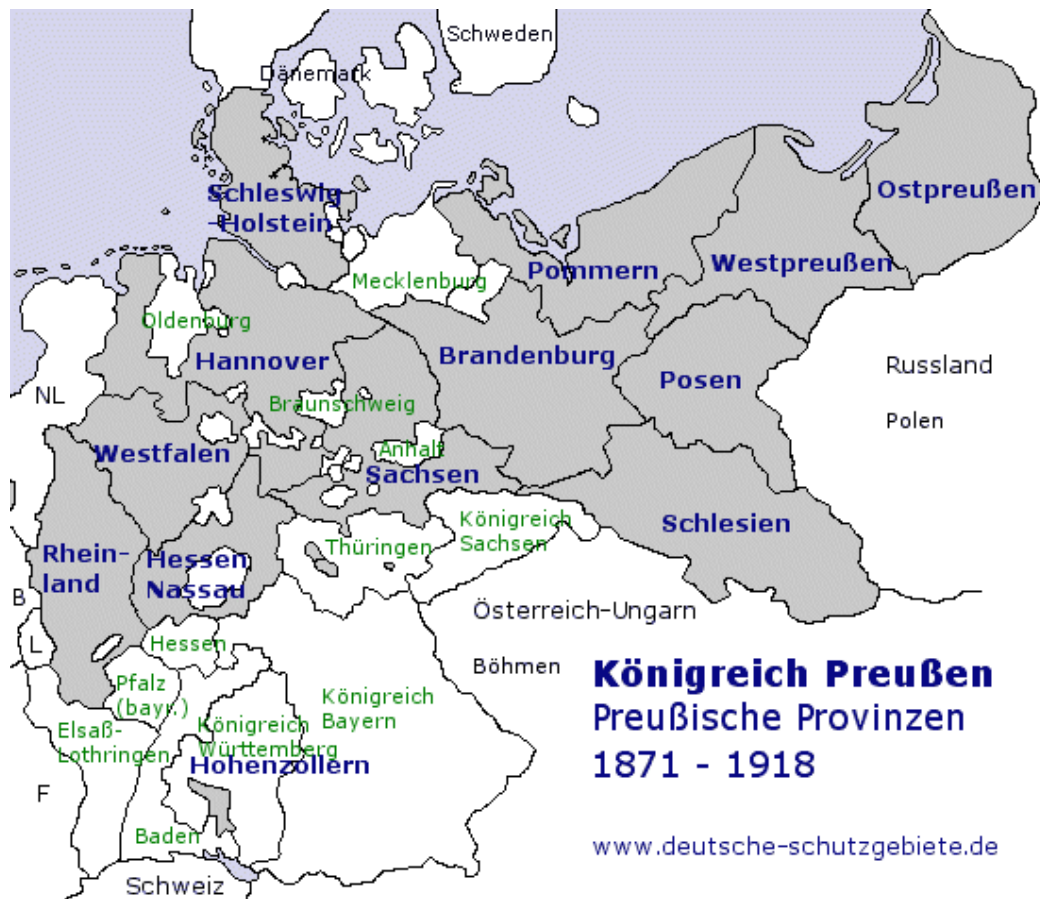 Schweden
Dänemark
Schleswig
-Holstein
Ostpreußen
Westpreußen
Pommern
Mecklenburg
Oldenburg
Hannover
Brandenburg
Posen
Russland
Polen
NL
Braunschweig
Westfalen
Anhalt
Sachsen
Königreich
Sachsen
Schlesien
Thüringen
Rhein-
land
Hessen
Nassau
B
L
Österreich-Ungarn
Böhmen
Hessen
Pfalz
(bayr.)
Elsaß-
Lothringen
Königreich
Württemberg
Königreich
Bayern
Hohenzollern
F
Baden
Schweiz
Königreich Preußen
Preußische Provinzen
1871 - 1918
www.deutsche-schutzgebiete.de